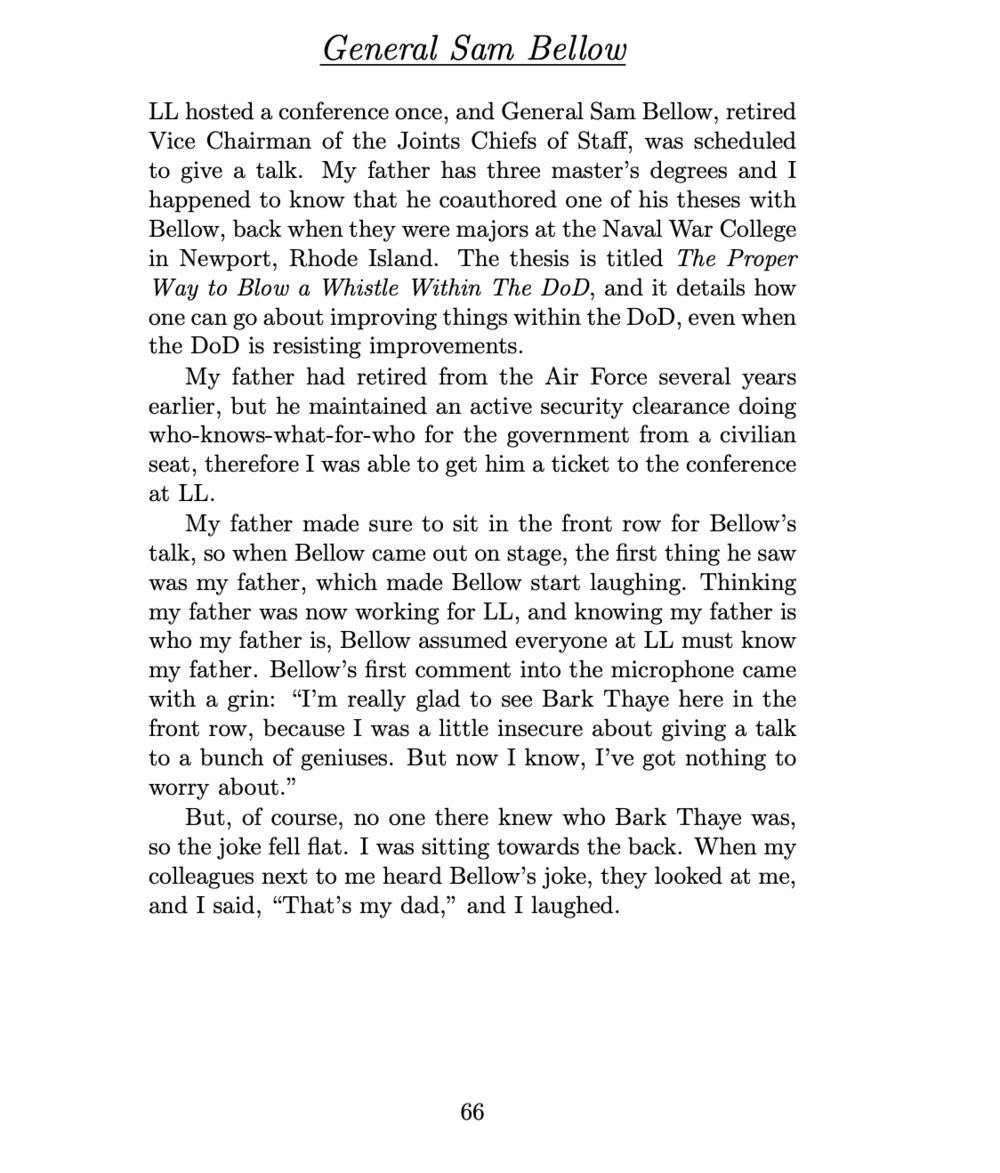 General Sam Bellow
LL hosted a conference once, and General Sam Bellow, retired
Vice Chairman of the Joints Chiefs of Staff, was scheduled
to give a talk. My father has three master’s degrees and I
happened to know that he coauthored one of his theses with
Bellow, back when they were majors at the Naval War College
in Newport, Rhode Island. The thesis is titled The Proper
Way to Blow a Whistle Within The DoD, and it details how
one can go about improving things within the DoD, even when
the DoD is resisting improvements.
My father had retired from the Air Force several years
earlier, but he maintained an active security clearance doing
who-knows-what-for-who for the government from a civilian
seat, therefore I was able to get him a ticket to the conference
at LL.
My father made sure to sit in the front row for Bellow’s
talk, so when Bellow came out on stage, the first thing he saw
was my father, which made Bellow start laughing. Thinking
my father was now working for LL, and knowing my father is
who my father is, Bellow assumed everyone at LL must know
my father. Bellow’s first comment into the microphone came
with a grin: “I’m really glad to see Bark Thaye here in the
front row, because I was a little insecure about giving a talk
to a bunch of geniuses. But now I know, I’ve got nothing to
worry about.”
But, of course, no one there knew who Bark Thaye was,
so the joke fell flat. I was sitting towards the back. When my
colleagues next to me heard Bellow’s joke, they looked at me,
and I said, “That’s my dad,” and I laughed.
66